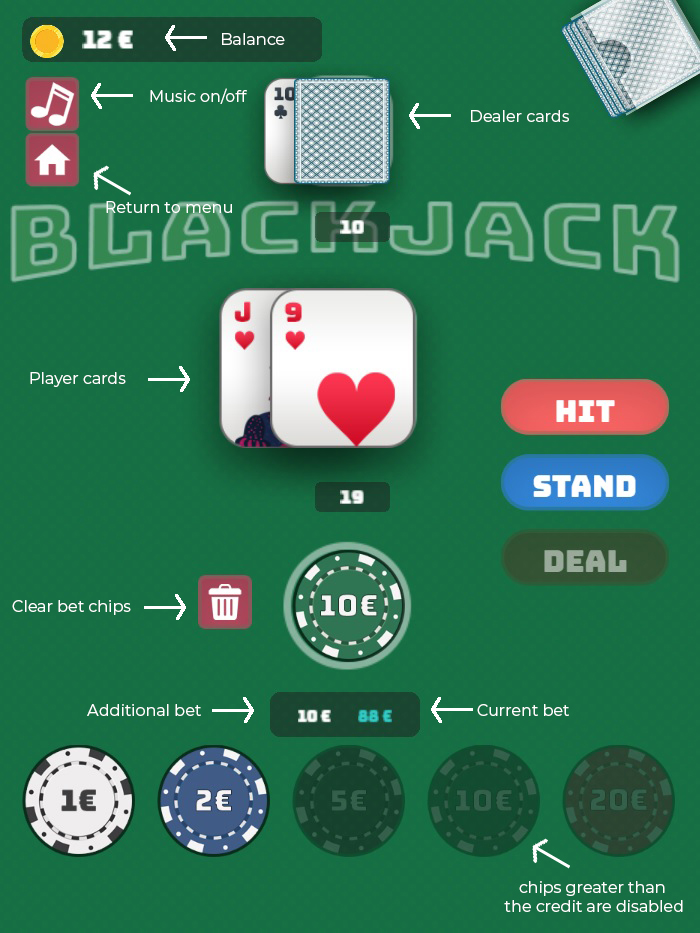 12 € Balance
Music on/off
10
Dealer cards
Return to menu
10
BLACKJACK
J 9
Player cards
HIT
STAND
19
DEAL
10€
Clear bet chips
Additional bet 10 € 88 € Current bet
1€ 2€ 5€ 10€ 20€
chips greater than
the credit are disabled